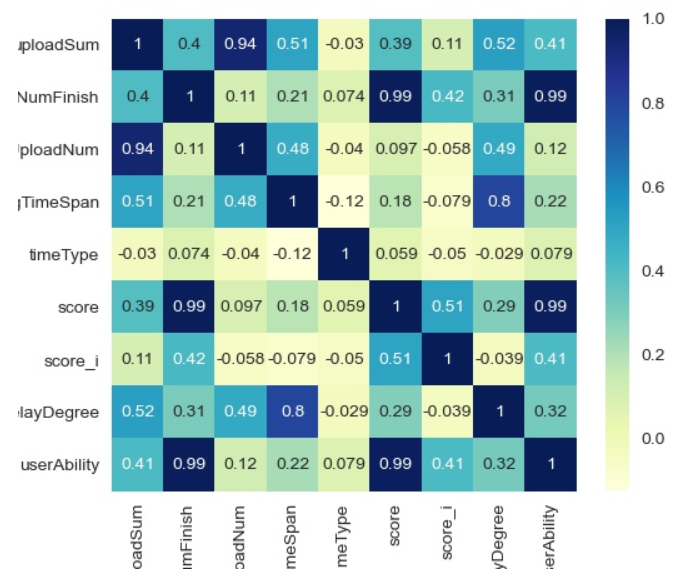 uploadSum 1 0.4 0.94 0.51 -0.03 0.39 0.11 0.52 0.41
NumFinish 0.4 1 0.11 0.21 0.074 0.99 0.42 0.31 0.99
ploadNum 0.94 0.11 1 0.48 -0.04 0.097 -0.058 0.49 0.12
gTimeSpan 0.51 0.21 0.48 1 -0.12 0.18 -0.079 0.8 0.22
timeType -0.03 0.074 -0.04 -0.12 1 0.059 -0.05 -0.029 0.079
score 0.39 0.99 0.097 0.18 0.059 1 0.51 0.29 0.99
score_i 0.11 0.42 -0.058 -0.079 -0.05 0.51 1 -0.039 0.41
elayDegree 0.52 0.31 0.49 0.8 -0.029 0.29 -0.039 1 0.32
userAbility 0.41 0.99 0.12 0.22 0.079 0.99 0.41 0.32 1
oadSum
umFinish
oadNum
meSpan
meType
score
score_i
yDegree
serAbility
1.0
0.8
0.6
0.4
0.2
0.0